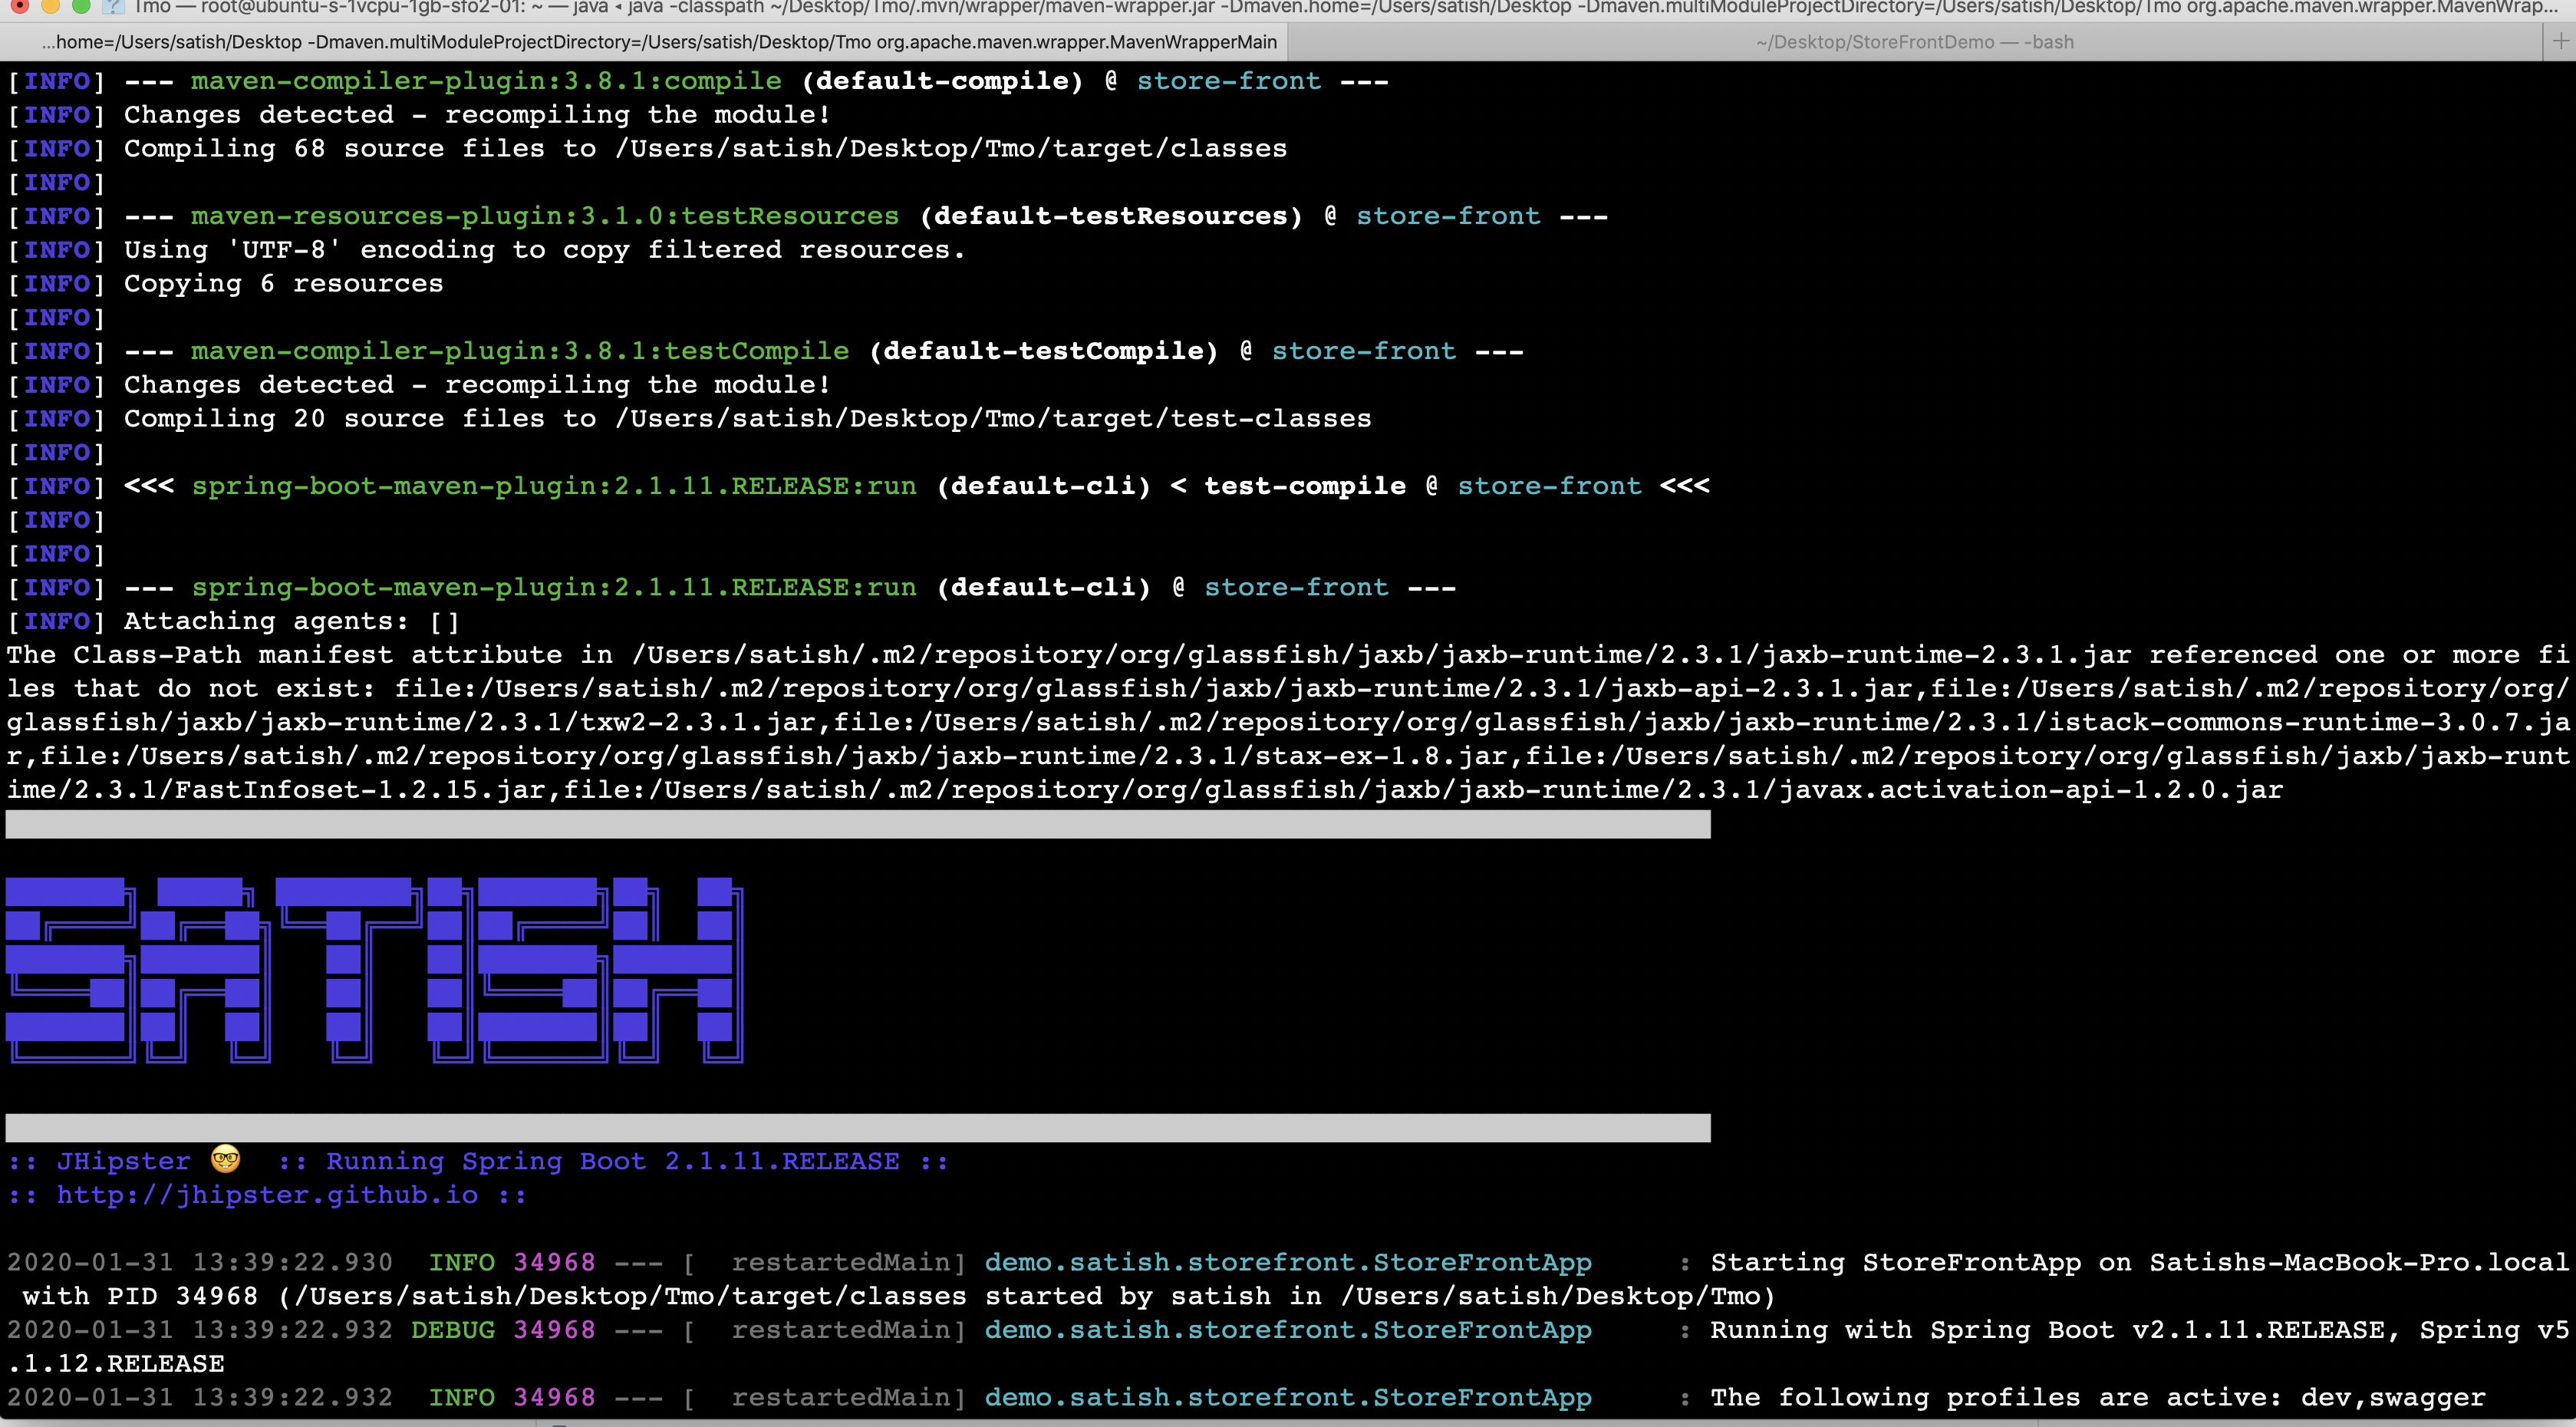 Tmo — root@ubuntu-s-1vcpu-1gb-sfo2-01: ~ — java ◂ java -classpath ~/Desktop/Tmo/.mvn/wrapper/maven-wrapper.jar -Dmaven.home=/Users/satish/Desktop -Dmaven.multiModuleProjectDirectory=/Users/satish/Desktop/Tmo org.apache.maven.wrapper.MavenWrap...
...home=/Users/satish/Desktop -Dmaven.multiModuleProjectDirectory=/Users/satish/Desktop/Tmo org.apache.maven.wrapper.MavenWrapperMain
~/Desktop/StoreFrontDemo — -bash
[INFO] --- maven-compiler-plugin:3.8.1:compile (default-compile) @ store-front ---
[INFO] Changes detected - recompiling the module!
[INFO] Compiling 68 source files to /Users/satish/Desktop/Tmo/target/classes
[INFO]
[INFO] --- maven-resources-plugin:3.1.0:testResources (default-testResources) @ store-front ---
[INFO] Using 'UTF-8' encoding to copy filtered resources.
[INFO] Copying 6 resources
[INFO]
[INFO] --- maven-compiler-plugin:3.8.1:testCompile (default-testCompile) @ store-front ---
[INFO] Changes detected - recompiling the module!
[INFO] Compiling 20 source files to /Users/satish/Desktop/Tmo/target/test-classes
[INFO]
[INFO] <<< spring-boot-maven-plugin:2.1.11.RELEASE:run (default-cli) < test-compile @ store-front <<<
[INFO]
[INFO]
[INFO] --- spring-boot-maven-plugin:2.1.11.RELEASE:run (default-cli) @ store-front ---
[INFO] Attaching agents: []
The Class-Path manifest attribute in /Users/satish/.m2/repository/org/glassfish/jaxb/jaxb-runtime/2.3.1/jaxb-runtime-2.3.1.jar referenced one or more fi
les that do not exist: file:/Users/satish/.m2/repository/org/glassfish/jaxb/jaxb-runtime/2.3.1/jaxb-api-2.3.1.jar,file:/Users/satish/.m2/repository/org/
glassfish/jaxb/jaxb-runtime/2.3.1/txw2-2.3.1.jar,file:/Users/satish/.m2/repository/org/glassfish/jaxb/jaxb-runtime/2.3.1/istack-commons-runtime-3.0.7.ja
r,file:/Users/satish/.m2/repository/org/glassfish/jaxb/jaxb-runtime/2.3.1/stax-ex-1.8.jar,file:/Users/satish/.m2/repository/org/glassfish/jaxb/jaxb-runt
ime/2.3.1/FastInfoset-1.2.15.jar,file:/Users/satish/.m2/repository/org/glassfish/jaxb/jaxb-runtime/2.3.1/javax.activation-api-1.2.0.jar
SATISH
:: JHipster 🤓  :: Running Spring Boot 2.1.11.RELEASE ::
:: http://jhipster.github.io ::
2020-01-31 13:39:22.930  INFO 34968 --- [  restartedMain] demo.satish.storefront.StoreFrontApp     : Starting StoreFrontApp on Satishs-MacBook-Pro.local
with PID 34968 (/Users/satish/Desktop/Tmo/target/classes started by satish in /Users/satish/Desktop/Tmo)
2020-01-31 13:39:22.932 DEBUG 34968 --- [  restartedMain] demo.satish.storefront.StoreFrontApp     : Running with Spring Boot v2.1.11.RELEASE, Spring v5
.1.12.RELEASE
2020-01-31 13:39:22.932  INFO 34968 --- [  restartedMain] demo.satish.storefront.StoreFrontApp     : The following profiles are active: dev,swagger